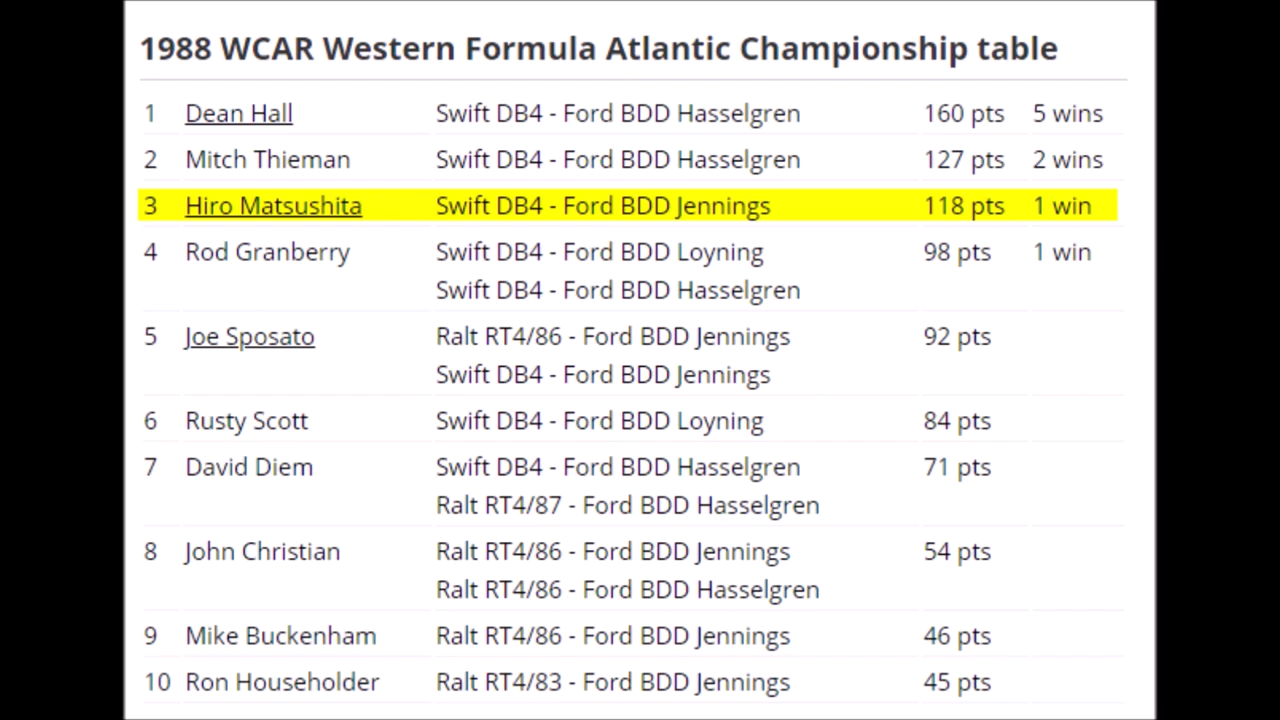 1988 WCAR Western Formula Atlantic Championship table
1 Dean Hall Swift DB4 - Ford BDD Hasselgren 160 pts 5 wins
2 Mitch Thieman Swift DB4 - Ford BDD Hasselgren 127 pts 2 wins
3 Hiro Matsushita Swift DB4 - Ford BDD Jennings 118 pts 1 win
4 Rod Granberry Swift DB4 - Ford BDD Loyning 98 pts 1 win
Swift DB4 - Ford BDD Hasselgren
5 Joe Sposato Ralt RT4/86 - Ford BDD Jennings 92 pts
Swift DB4 - Ford BDD Jennings
6 Rusty Scott Swift DB4 - Ford BDD Loyning 84 pts
7 David Diem Swift DB4 - Ford BDD Hasselgren 71 pts
Ralt RT4/87 - Ford BDD Hasselgren
8 John Christian Ralt RT4/86 - Ford BDD Jennings 54 pts
Ralt RT4/86 - Ford BDD Hasselgren
9 Mike Buckenham Ralt RT4/86 - Ford BDD Jennings 46 pts
10 Ron Householder Ralt RT4/83 - Ford BDD Jennings 45 pts